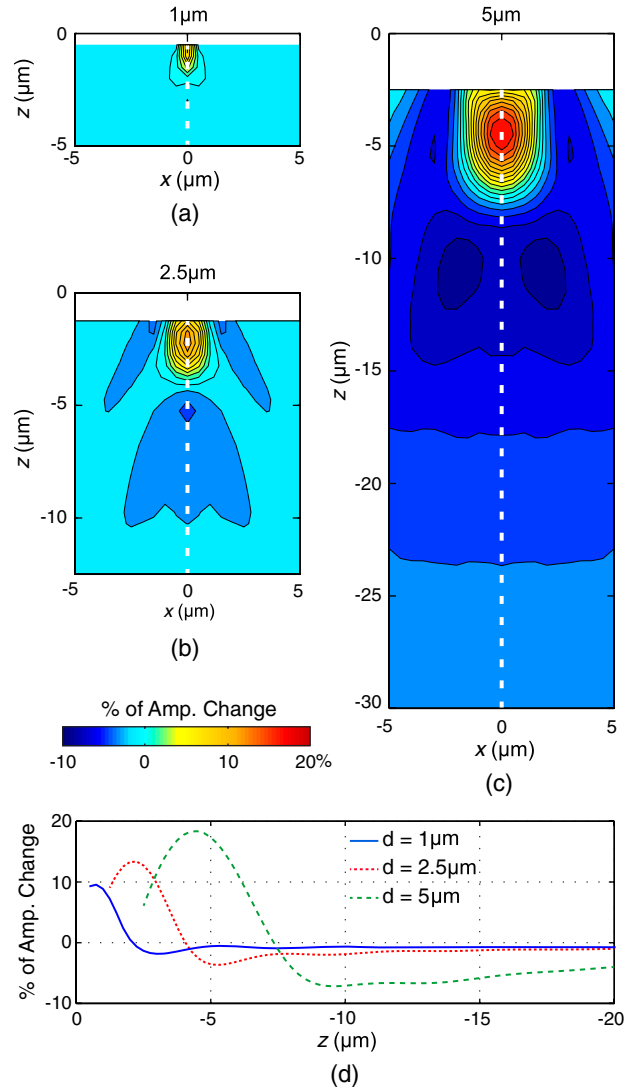 1µm
0
-5
z (µm)
-5
0
5
x (µm)
(a)
2.5µm
0
-5
-10
z (µm)
-5
0
5
x (µm)
(b)
5µm
0
-5
-10
-15
-20
-25
-30
z (µm)
-5
0
5
x (µm)
(c)
% of Amp. Change
-10
0
10
20%
20
10
0
-10
% of Amp. Change
d = 1µm
d = 2.5µm
d = 5µm
0
-5
-10
-15
-20
z (µm)
(d)